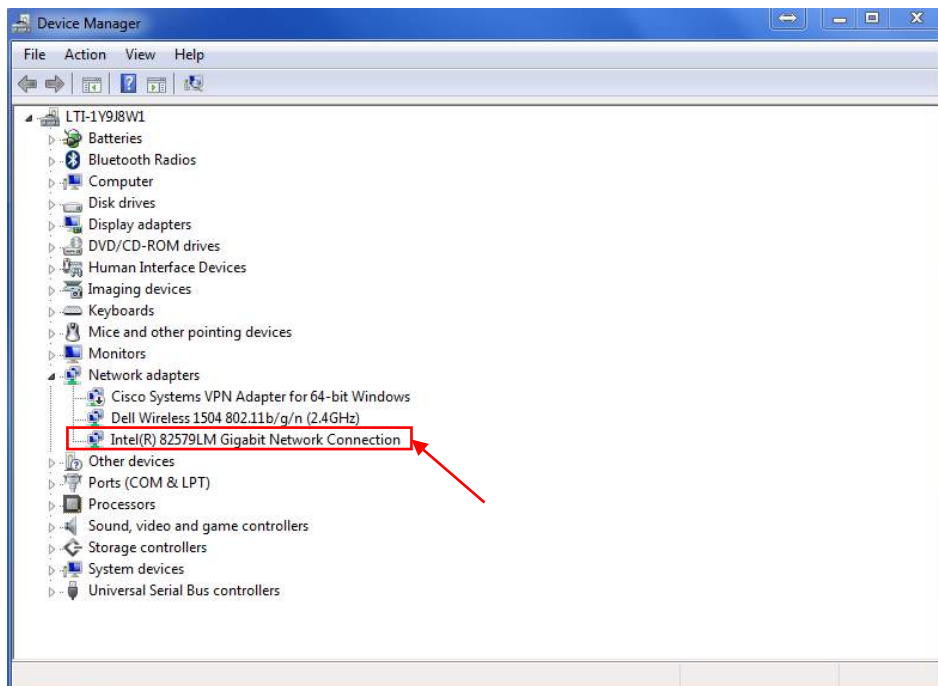 Device Manager
File Action View Help
LTI-1Y9J8W1
Batteries
Bluetooth Radios
Computer
Disk drives
Display adapters
DVD/CD-ROM drives
Human Interface Devices
Imaging devices
Keyboards
Mice and other pointing devices
Monitors
Network adapters
Cisco Systems VPN Adapter for 64-bit Windows
Dell Wireless 1504 802.11b/g/n (2.4GHz)
Intel(R) 82579LM Gigabit Network Connection
Other devices
Ports (COM & LPT)
Processors
Sound, video and game controllers
Storage controllers
System devices
Universal Serial Bus controllers